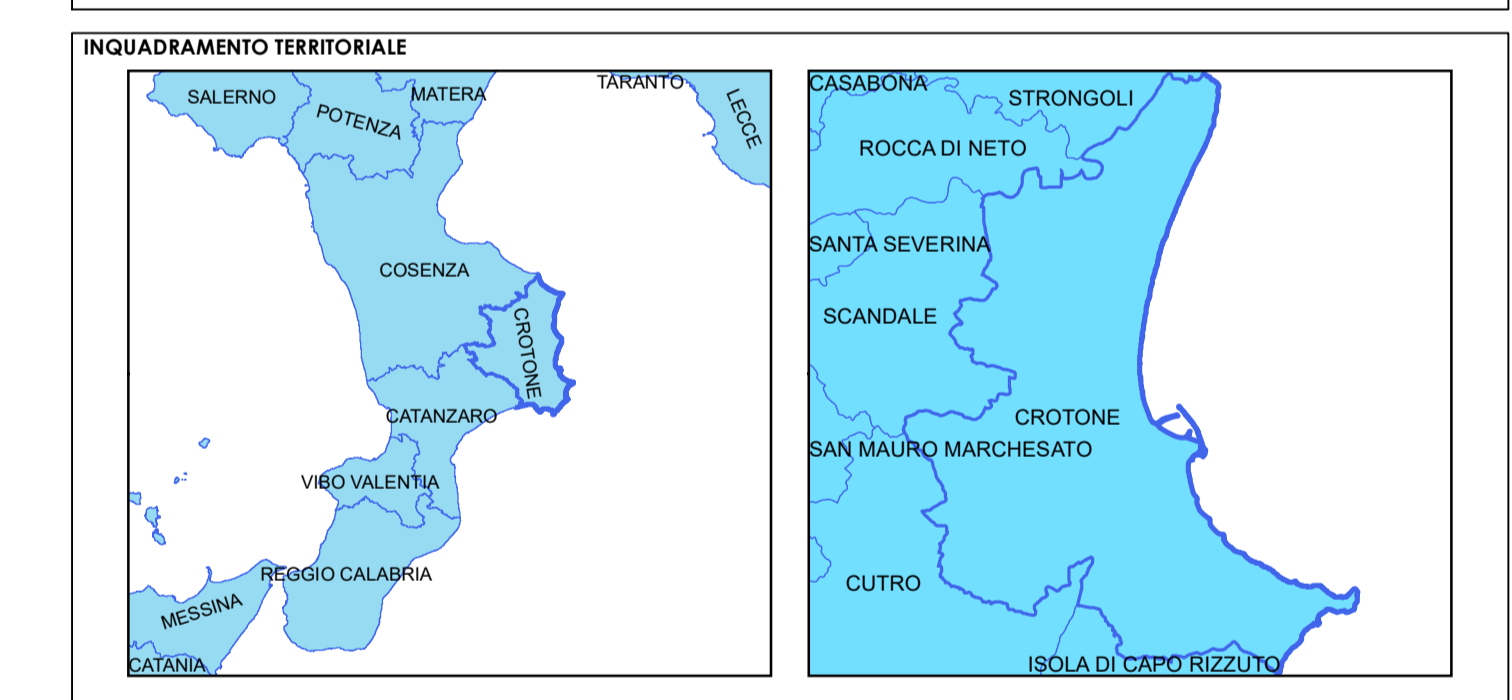 INQUADRAMENTO TERRITORIALE
SALERNO
POTENZA
MATERA
TARANTO
LECCE
COSENZA
CROTONE
CATANZARO
VIBO VALENTIA
REGGIO CALABRIA
MESSINA
CATANIA
CASABONA
STRONGOLI
ROCCA DI NETO
SANTA SEVERINA
SCANDALE
CROTONE
SAN MAURO MARCHESATO
CUTRO
ISOLA DI CAPO RIZZUTO